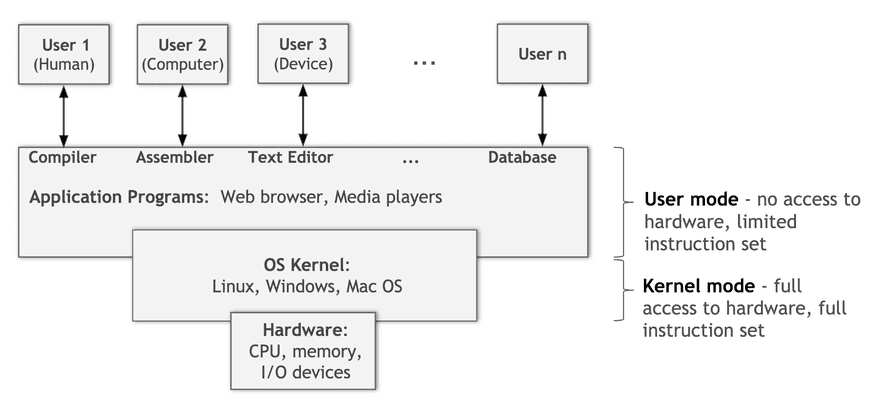 User 1
(Human)
User 2
(Computer)
User 3
(Device)
...
User n
Compiler Assembler Text Editor ... Database
Application Programs: Web browser, Media players
User mode - no access to
hardware, limited
instruction set
OS Kernel:
Linux, Windows, Mac OS
Kernel mode - full
access to hardware, full
instruction set
Hardware:
CPU, memory,
I/O devices